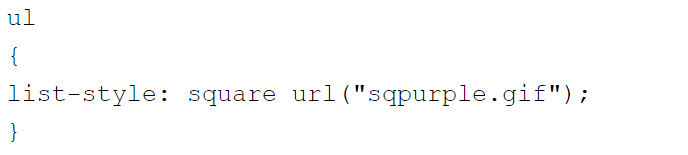 ul
{
list-style: square url("sqpurple.gif");
}